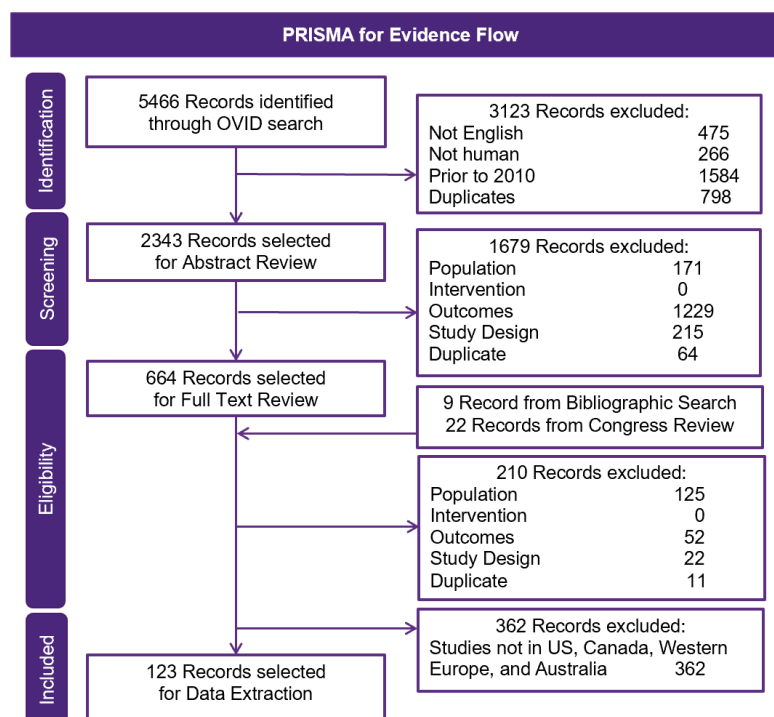 PRISMA for Evidence Flow
Identification
5466 Records identified
through OVID search
3123 Records excluded:
Not English 475
Not human 266
Prior to 2010 1584
Duplicates 798
Screening
2343 Records selected
for Abstract Review
1679 Records excluded:
Population 171
Intervention 0
Outcomes 1229
Study Design 215
Duplicate 64
Eligibility
664 Records selected
for Full Text Review
9 Record from Bibliographic Search
22 Records from Congress Review
210 Records excluded:
Population 125
Intervention 0
Outcomes 52
Study Design 22
Duplicate 11
Included
362 Records excluded:
Studies not in US, Canada, Western
Europe, and Australia 362
123 Records selected
for Data Extraction